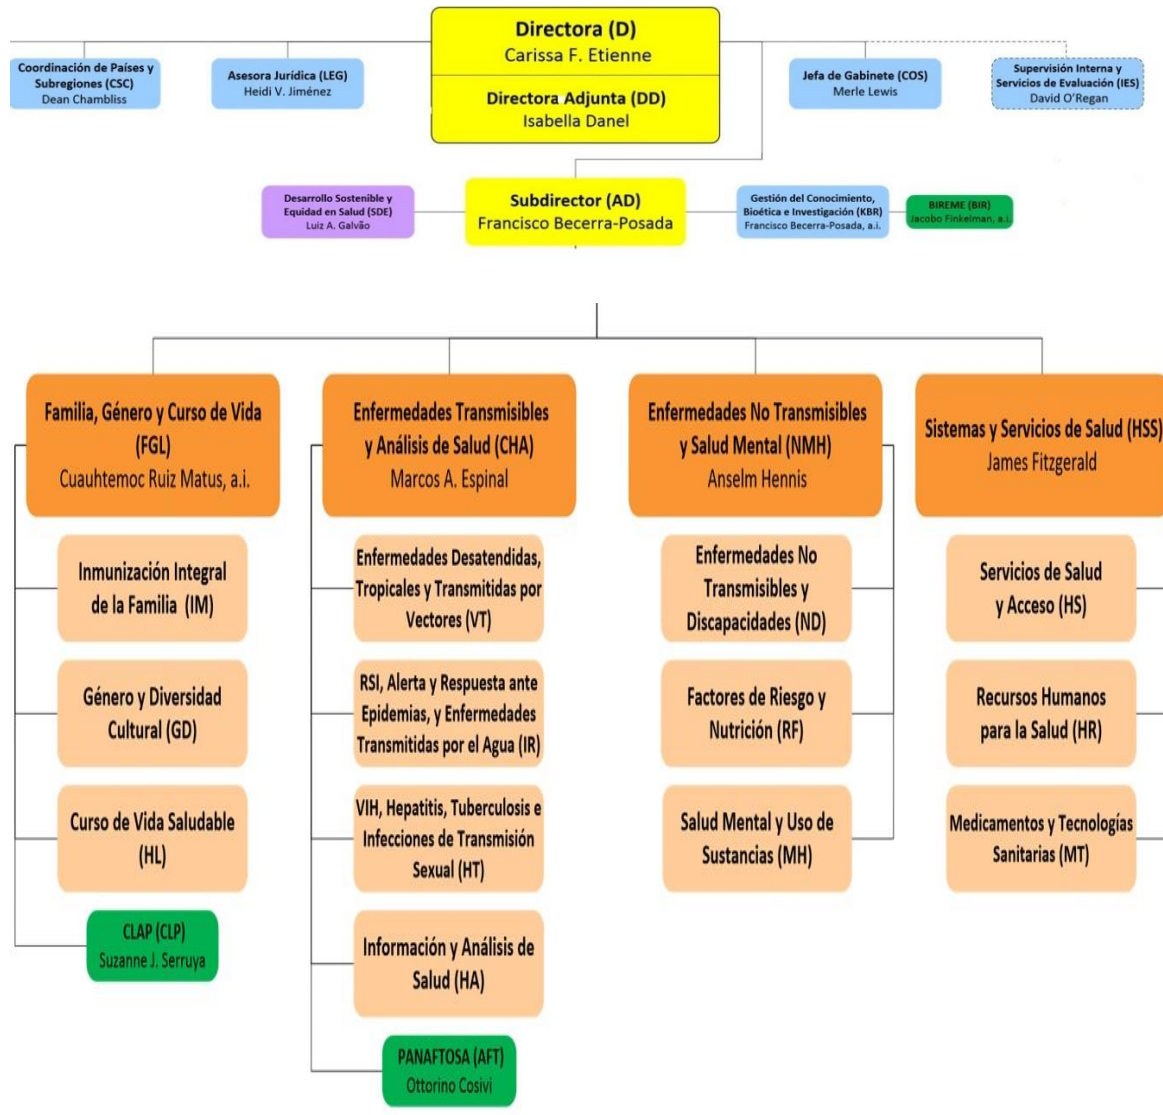 Directora (D)
Carissa F. Etienne
Directora Adjunta (DD)
Isabella Danel
Coordinación de Países y
Subregiones (CSC)
Dean Chambliss
Asesora Jurídica (LEG)
Heidi V. Jiménez
Jefa de Gabinete (COS)
Merle Lewis
Supervisión Interna y
Servicios de Evaluación (IES)
David O'Regan
Desarrollo Sostenible y
Equidad en Salud (SDE)
Luiz A. Galvão
Subdirector (AD)
Francisco Becerra-Posada
Gestión del Conocimiento,
Bioética e Investigación (KBR)
Francisco Becerra-Posada, a.i.
BIREME (BIR)
Jacobo Finkelman, a.i.
Familia, Género y Curso de Vida
(FGL)
Cuauhtemoc Ruiz Matus, a.i.
Inmunización Integral
de la Familia (IM)
Género y Diversidad
Cultural (GD)
Curso de Vida Saludable
(HL)
CLAP (CLP)
Suzanne J. Serruya
Enfermedades Transmisibles
y Análisis de Salud (CHA)
Marcos A. Espinal
Enfermedades Desatendidas,
Tropicales y Transmitidas por
Vectores (VT)
RSI, Alerta y Respuesta ante
Epidemias, y Enfermedades
Transmitidas por el Agua (IR)
VIH, Hepatitis, Tuberculosis e
Infecciones de Transmisión
Sexual (HT)
Información y Análisis de
Salud (HA)
PANAFTOSA (AFT)
Ottorino Cosivi
Enfermedades No Transmisibles
y Salud Mental (NMH)
Anselm Hennis
Enfermedades No
Transmisibles y
Discapacidades (ND)
Factores de Riesgo y
Nutrición (RF)
Salud Mental y Uso de
Sustancias (MH)
Sistemas y Servicios de Salud (HSS)
James Fitzgerald
Servicios de Salud
y Acceso (HS)
Recursos Humanos
para la Salud (HR)
Medicamentos y Tecnologías
Sanitarias (MT)